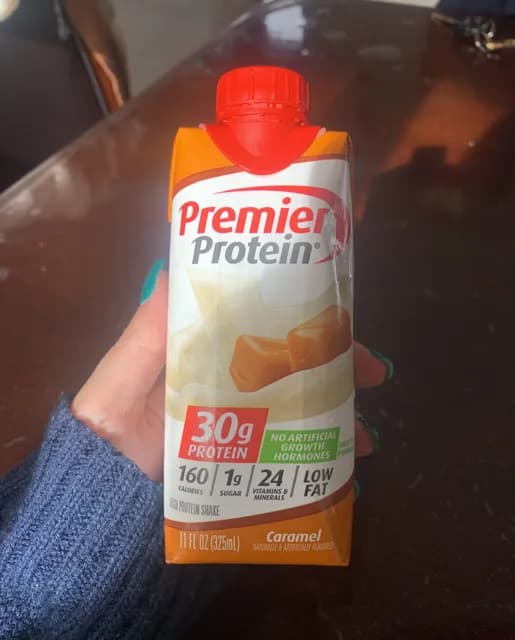 Premier
Protein®
30g
PROTEIN
NO ARTIFICIAL
GROWTH
HORMONES
160
CALORIES
1g
SUGAR
24
VITAMINS &
MINERALS
LOW
FAT
HIGH PROTEIN SHAKE
11 FL OZ (325mL)
Caramel
NATURALLY & ARTIFICIALLY FLAVORED